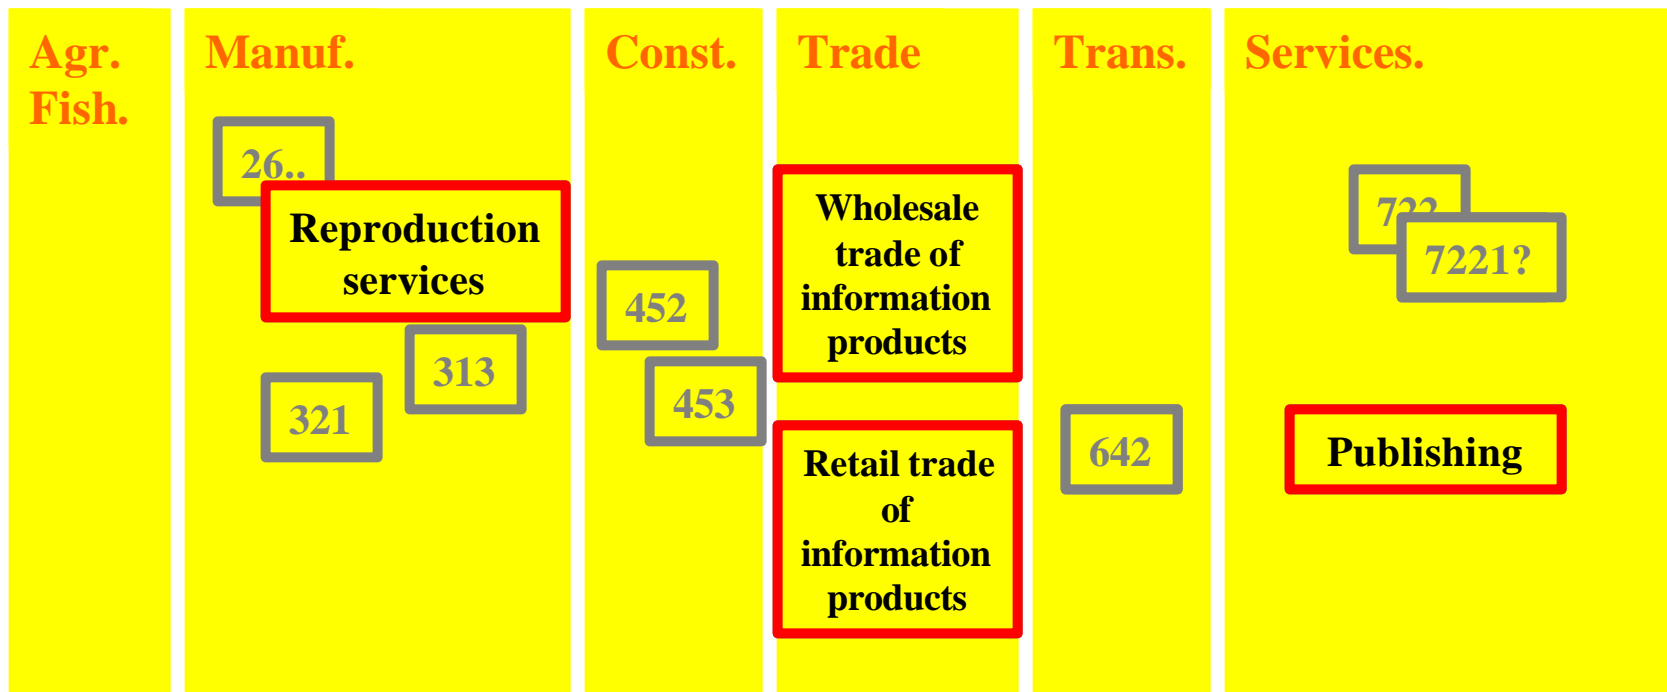 Agr.
Fish.
Manuf.
Const.
Trade
Trans.
Services.
26..
Reproduction
services
313
321
452
453
Wholesale
trade of
information
products
Retail trade
of
information
products
642
722
7221?
Publishing